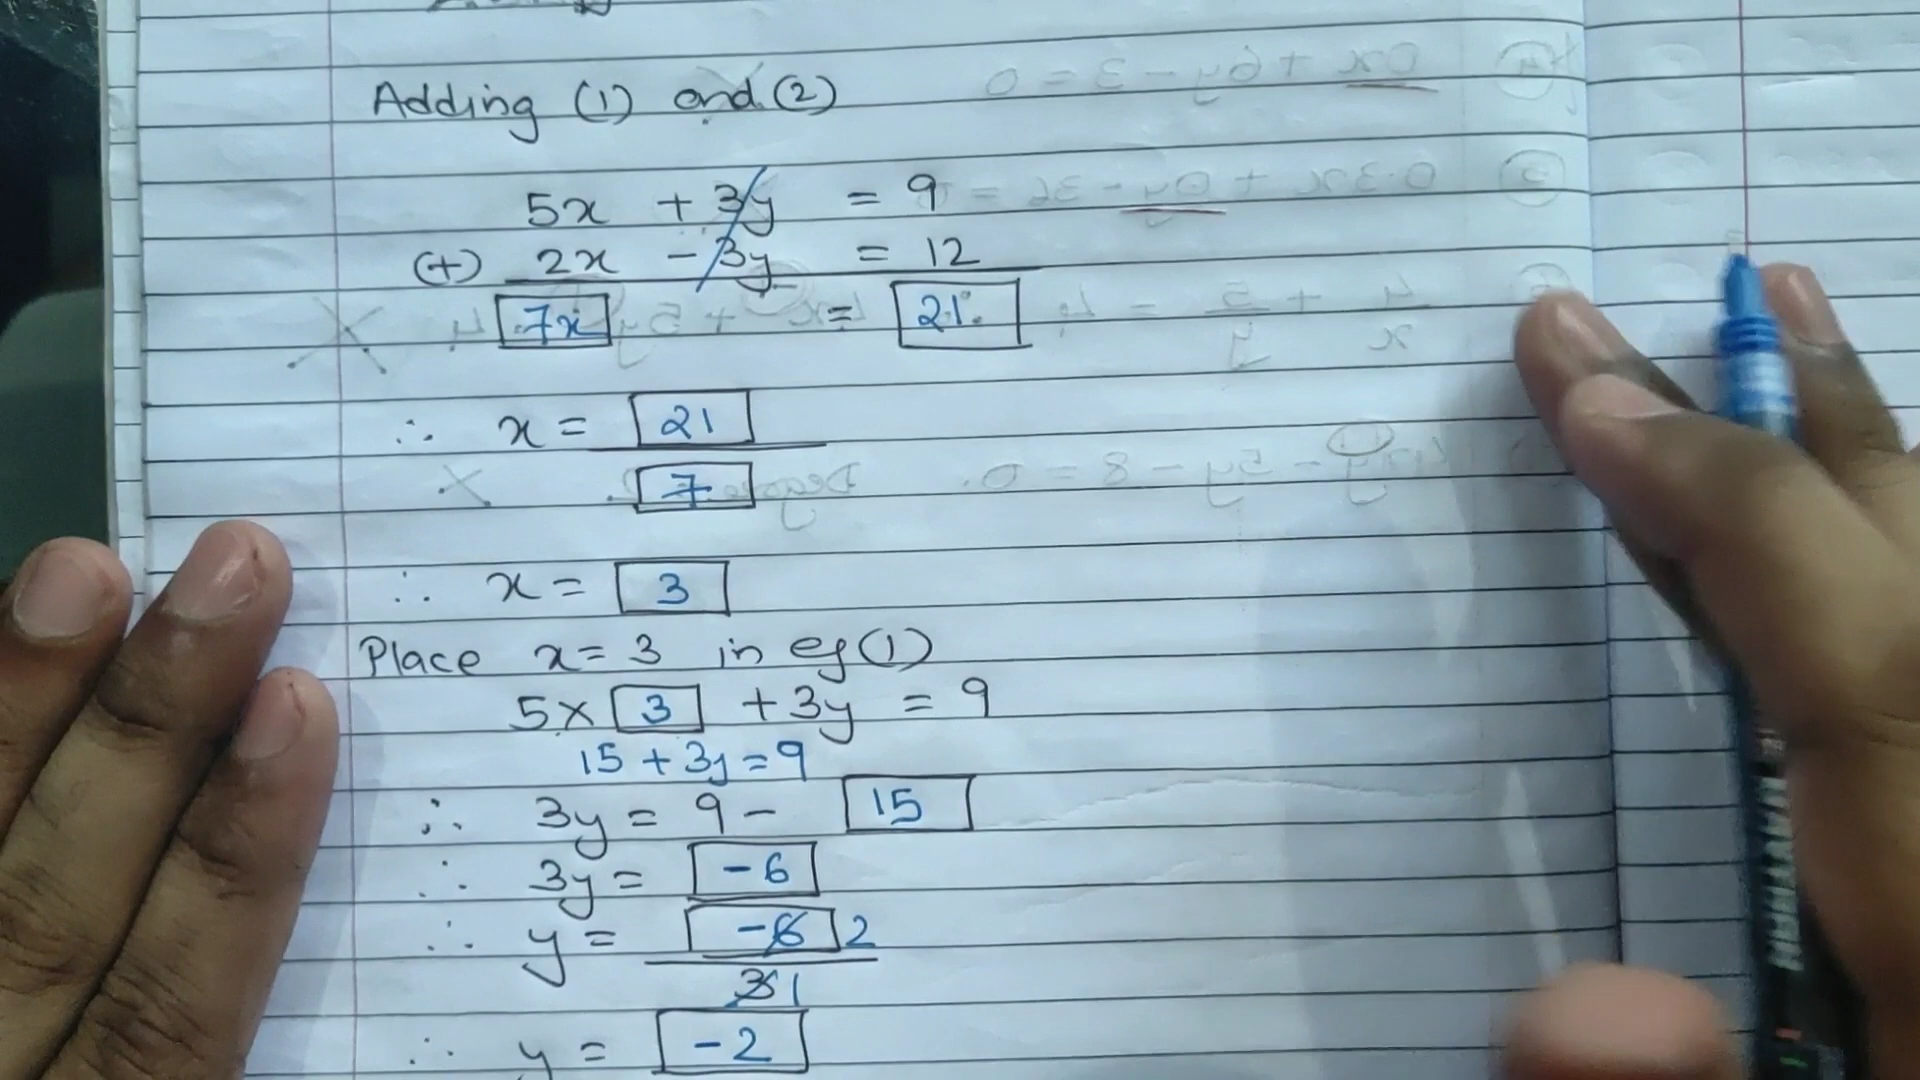 Adding (1) and (2)
5x + 3y = 9
(+) 2x - 3y = 12
7x = 21
∴ x = 21
7
∴ x = 3
Place x = 3 in eq (1)
5 × 3 + 3y = 9
15 + 3y = 9
∴ 3y = 9 - 15
∴ 3y = -6
∴ y = -6 2
3 1
∴ y = -2